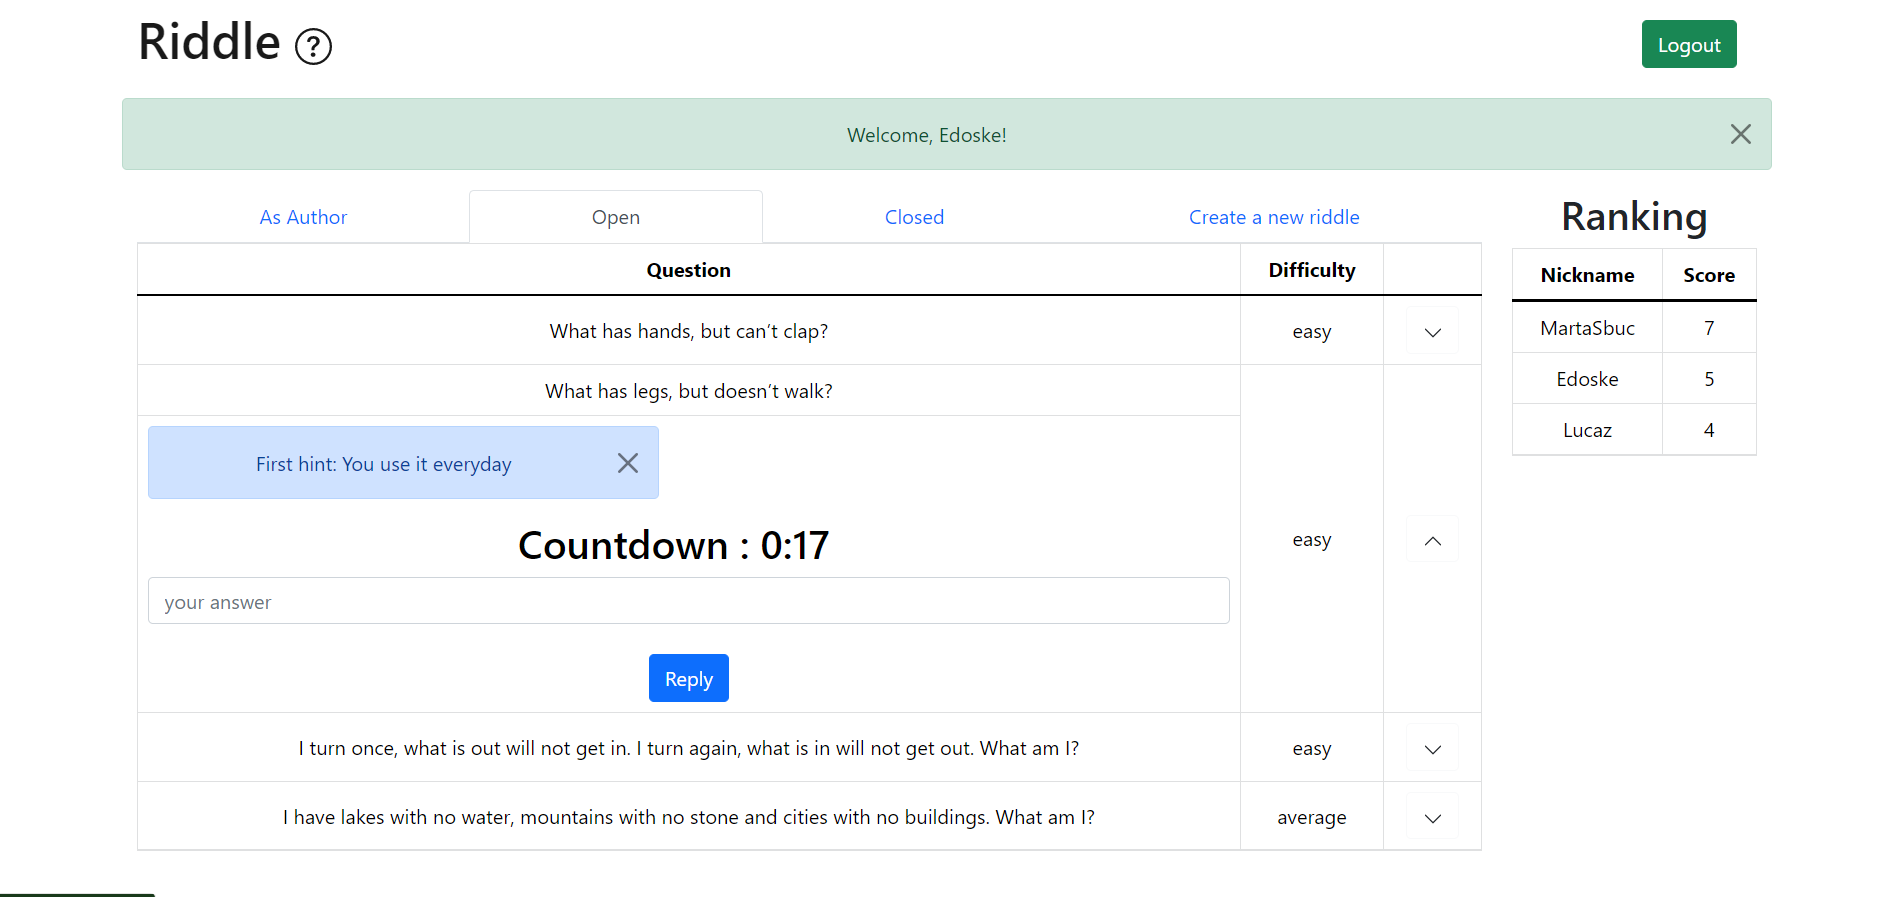 Riddle ?
Logout
Welcome, Edoske!
As Author
Open
Closed
Create a new riddle
Question Difficulty
What has hands, but can’t clap? easy
What has legs, but doesn’t walk?
First hint: You use it everyday
Countdown : 0:17
your answer
Reply
easy
I turn once, what is out will not get in. I turn again, what is in will not get out. What am I? easy
I have lakes with no water, mountains with no stone and cities with no buildings. What am I? average
Ranking
Nickname Score
MartaSbuc 7
Edoske 5
Lucaz 4